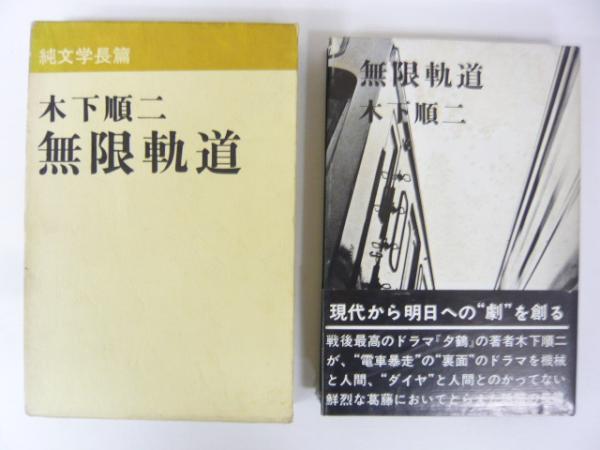 純文学長篇
木下順二
無限軌道
無限軌道
木下順二
現代から明日への“劇”を創る
戦後最高のドラマ『夕鶴』の著者木下順二
が、“電車暴走”の“裏面”のドラマを機械
と人間、“ダイヤ”と人間とのかってない
鮮烈な葛藤においてとらえた